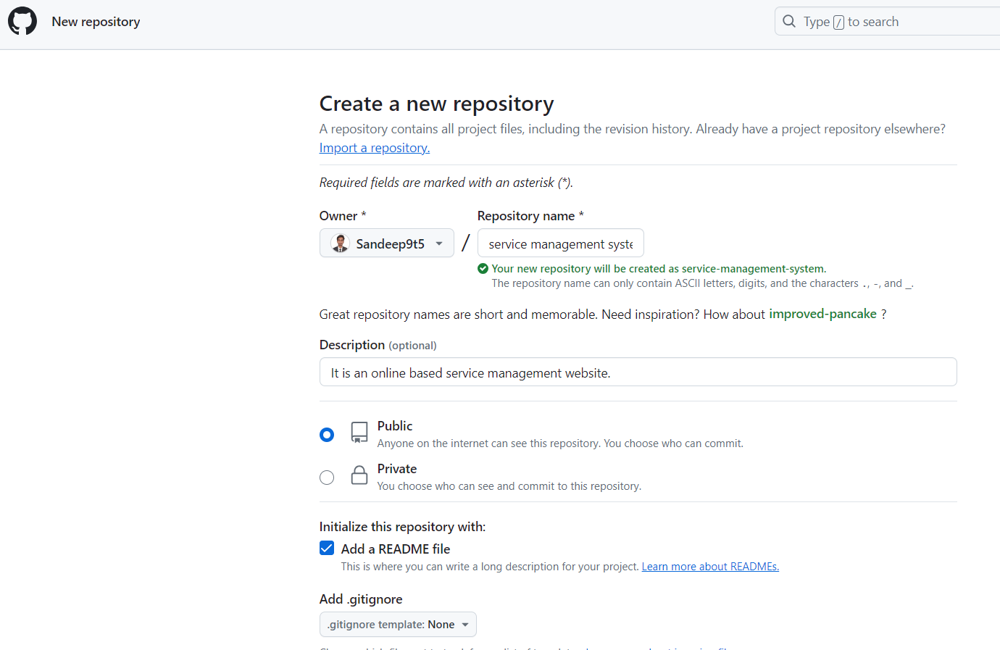 New repository
Type / to search
Create a new repository
A repository contains all project files, including the revision history. Already have a project repository elsewhere?
Import a repository.
Required fields are marked with an asterisk (*).
Owner *
Repository name *
Sandeep9t5
/
service management syste
Your new repository will be created as service-management-system.
The repository name can only contain ASCII letters, digits, and the characters ., -, and _.
Great repository names are short and memorable. Need inspiration? How about improved-pancake ?
Description (optional)
It is an online based service management website.
Public
Anyone on the internet can see this repository. You choose who can commit.
Private
You choose who can see and commit to this repository.
Initialize this repository with:
Add a README file
This is where you can write a long description for your project. Learn more about READMEs.
Add .gitignore
.gitignore template: None